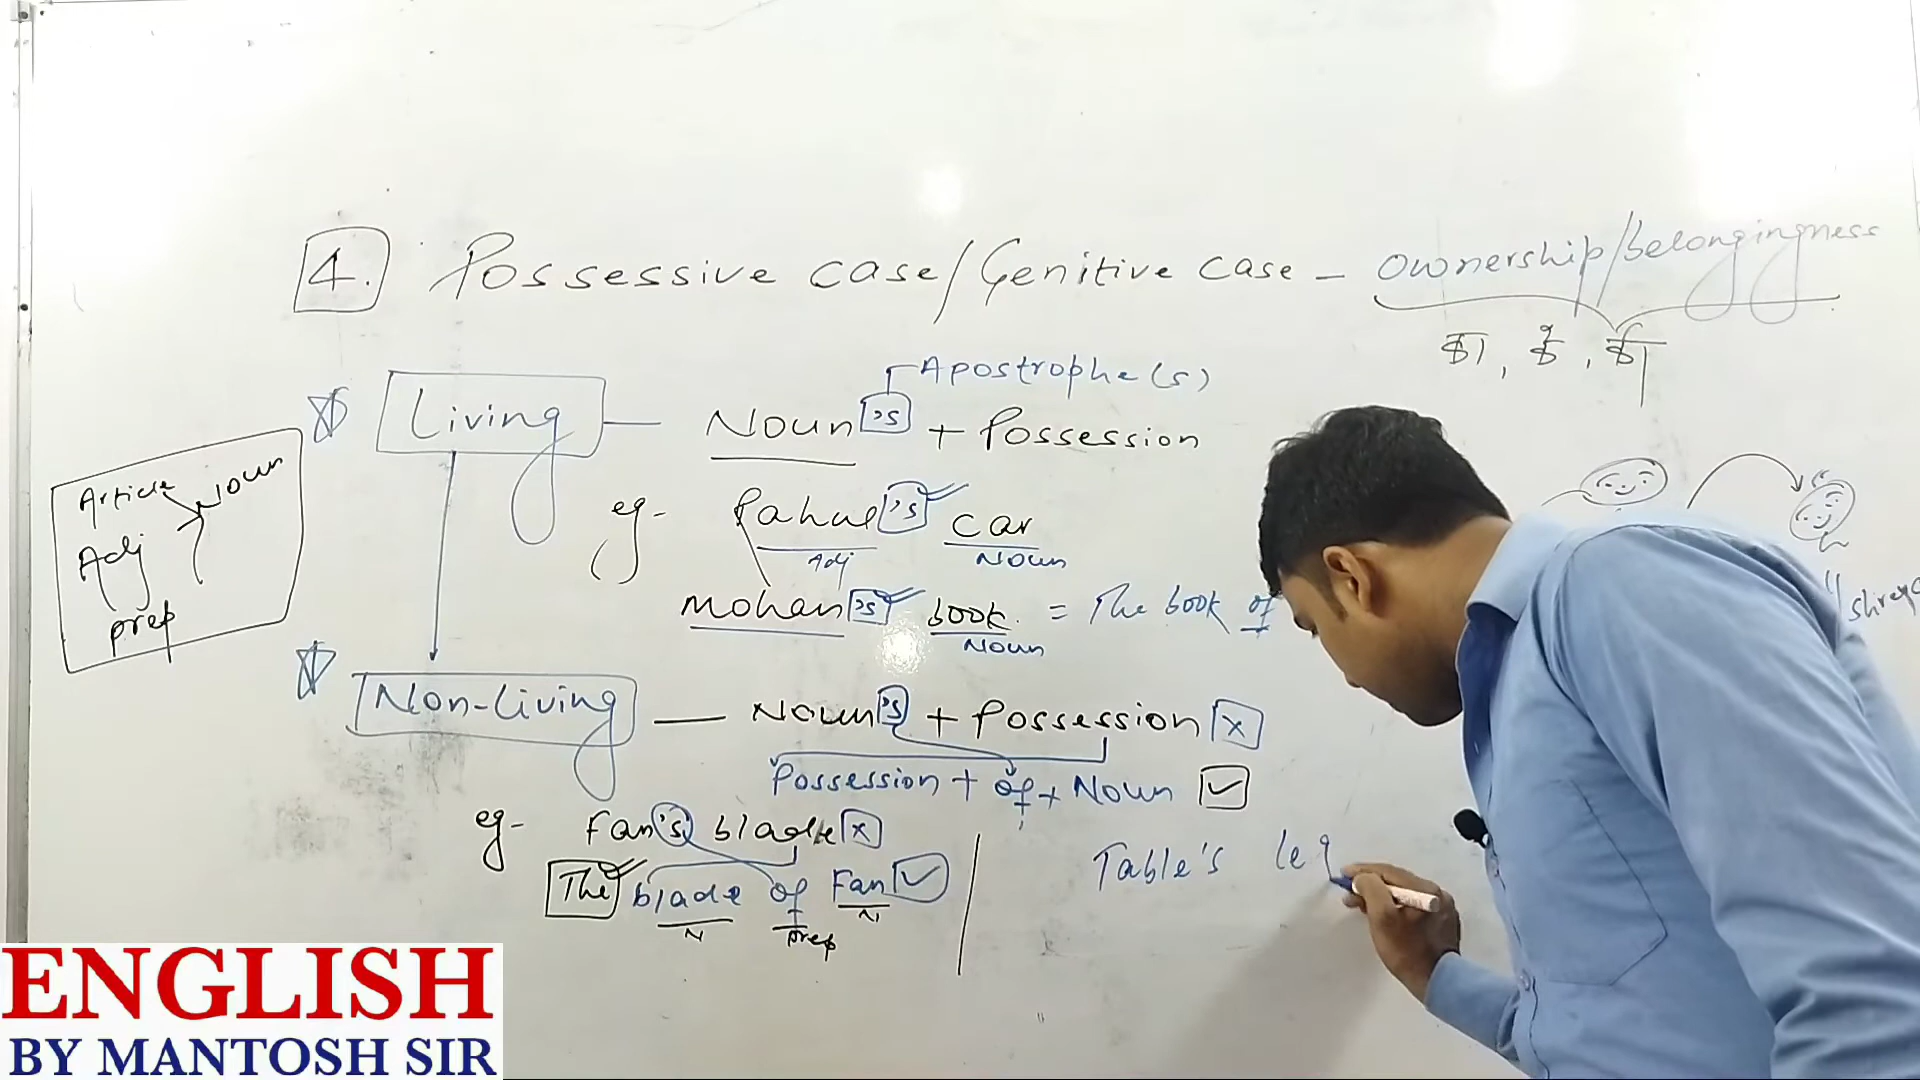 4. Possessive case/Genitive case - ownership/belongingness
का, के, की
Apostrophe(s)
Living — Noun's + Possession
Article
Noun
Adj
prep
eg- Rahul's car
Adj Noun
Mohan's book = The book of
Noun
Non-Living — Noun's + Possession x
Possession + of + Noun ✓
eg- Fan's blade x
The blade of Fan ✓
N prep N
Table's leg
ENGLISH
BY MANTOSH SIR